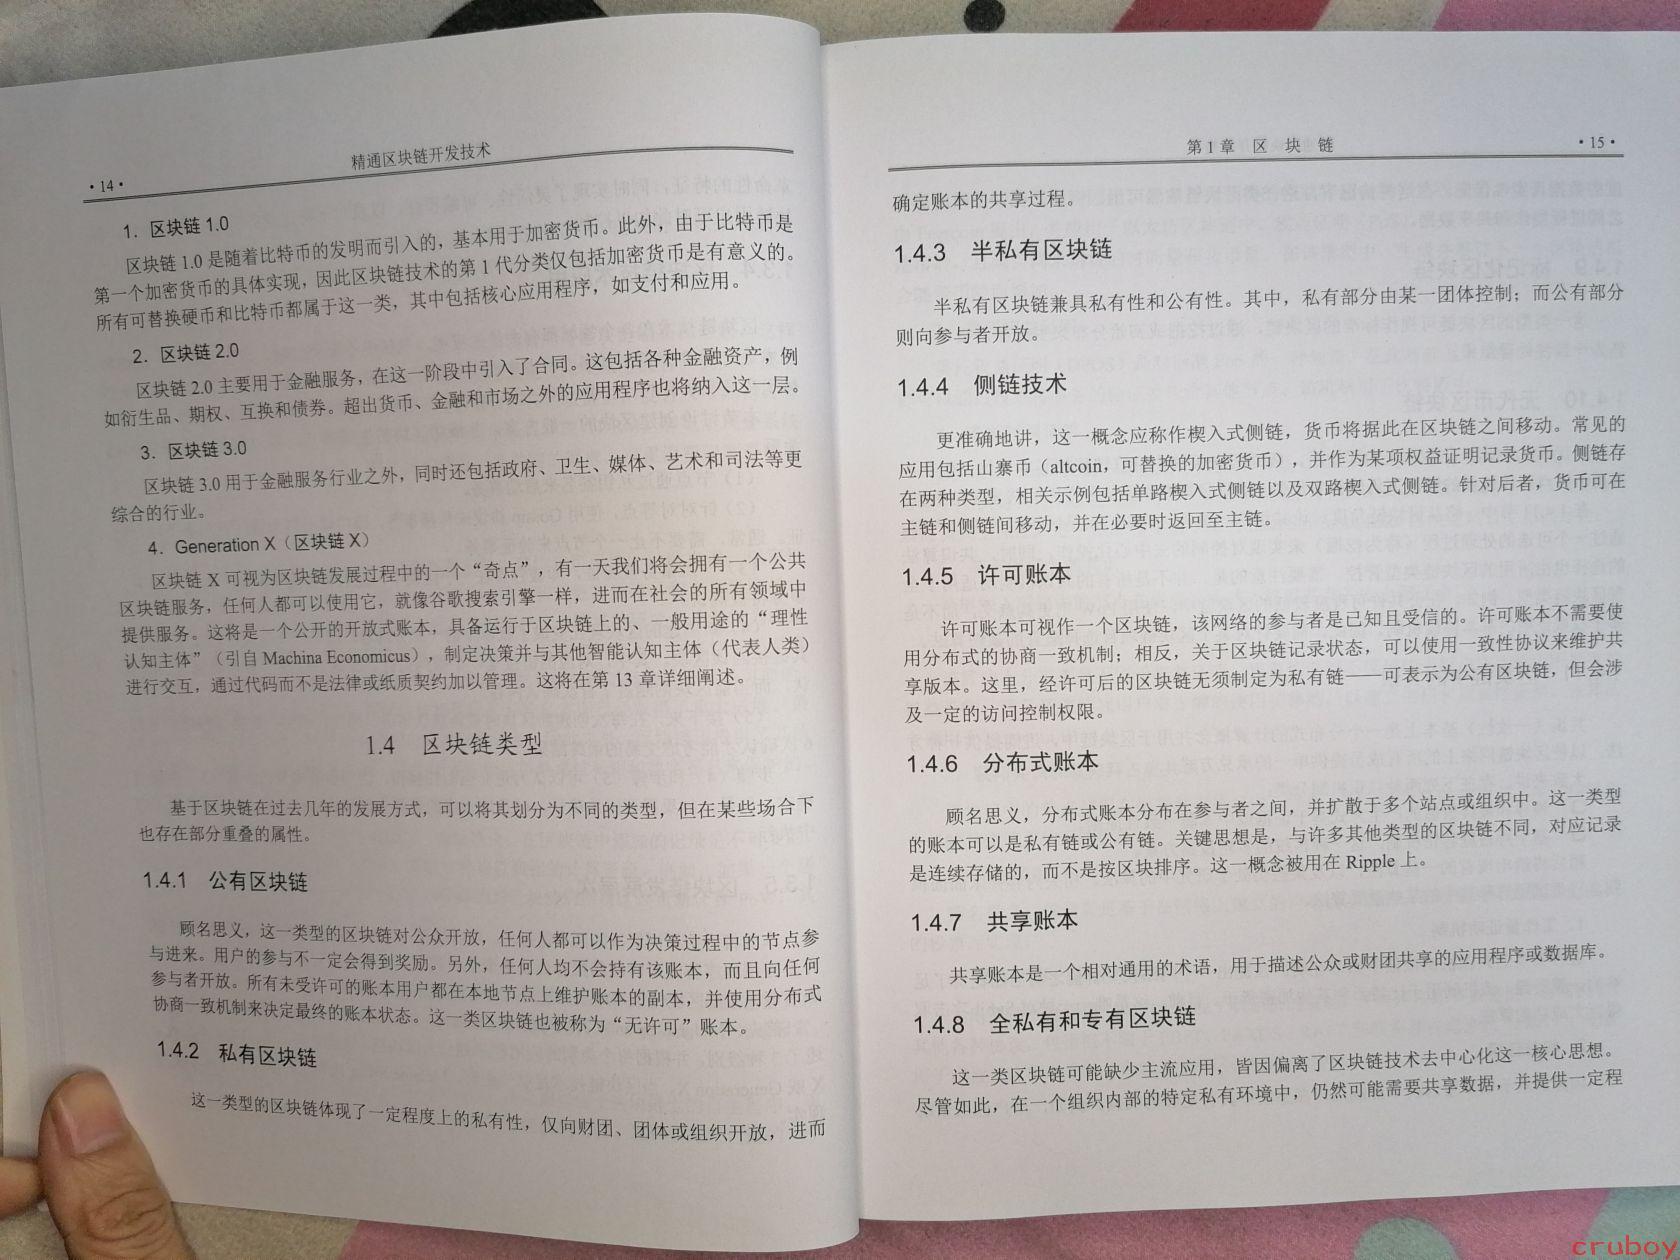 精通区块链开发技术
·14·
1．区块链 1.0
区块链 1.0 是随着比特币的发明而引入的，基本用于加密货币。此外，由于比特币是
第一个加密货币的具体实现，因此区块链技术的第 1 代分类仅包括加密货币是有意义的。
所有可替换硬币和比特币都属于这一类，其中包括核心应用程序，如支付和应用。
2．区块链 2.0
区块链 2.0 主要用于金融服务，在这一阶段中引入了合同。这包括各种金融资产，例
如衍生品、期权、互换和债券。超出货币、金融和市场之外的应用程序也将纳入这一层。
3．区块链 3.0
区块链 3.0 用于金融服务行业之外，同时还包括政府、卫生、媒体、艺术和司法等更
综合的行业。
4．Generation X（区块链 X）
区块链 X 可视为区块链发展过程中的一个“奇点”，有一天我们将会拥有一个公共
区块链服务，任何人都可以使用它，就像谷歌搜索引擎一样，进而在社会的所有领域中
提供服务。这将是一个公开的开放式账本，具备运行于区块链上的、一般用途的“理性
认知主体”（引自 Machina Economicus），制定决策并与其他智能认知主体（代表人类）
进行交互，通过代码而不是法律或纸质契约加以管理。这将在第 13 章详细阐述。
1.4 区块链类型
基于区块链在过去几年的发展方式，可以将其划分为不同的类型，但在某些场合下
也存在部分重叠的属性。
1.4.1 公有区块链
顾名思义，这一类型的区块链对公众开放，任何人都可以作为决策过程中的节点参
与进来。用户的参与不一定会得到奖励。另外，任何人均不会持有该账本，而且向任何
参与者开放。所有未受许可的账本用户都在本地节点上维护账本的副本，并使用分布式
协商一致机制来决定最终的账本状态。这一类区块链也被称为“无许可”账本。
1.4.2 私有区块链
这一类型的区块链体现了一定程度上的私有性，仅向财团、团体或组织开放，进而
第 1 章 区 块 链
·15·
确定账本的共享过程。
1.4.3 半私有区块链
半私有区块链兼具私有性和公有性。其中，私有部分由某一团体控制；而公有部分
则向参与者开放。
1.4.4 侧链技术
更准确地讲，这一概念应称作楔入式侧链，货币将据此在区块链之间移动。常见的
应用包括山寨币（altcoin，可替换的加密货币），并作为某项权益证明记录货币。侧链存
在两种类型，相关示例包括单路楔入式侧链以及双路楔入式侧链。针对后者，货币可在
主链和侧链间移动，并在必要时返回至主链。
1.4.5 许可账本
许可账本可视作一个区块链，该网络的参与者是已知且受信的。许可账本不需要使
用分布式的协商一致机制；相反，关于区块链记录状态，可以使用一致性协议来维护共
享版本。这里，经许可后的区块链无须制定为私有链——可表示为公有区块链，但会涉
及一定的访问控制权限。
1.4.6 分布式账本
顾名思义，分布式账本分布在参与者之间，并扩散于多个站点或组织中。这一类型
的账本可以是私有链或公有链。关键思想是，与许多其他类型的区块链不同，对应记录
是连续存储的，而不是按区块排序。这一概念被用在 Ripple 上。
1.4.7 共享账本
共享账本是一个相对通用的术语，用于描述公众或财团共享的应用程序或数据库。
1.4.8 全私有和专有区块链
这一类区块链可能缺少主流应用，皆因偏离了区块链技术去中心化这一核心思想。
尽管如此，在一个组织内部的特定私有环境中，仍然可能需要共享数据，并提供一定程
cruboy